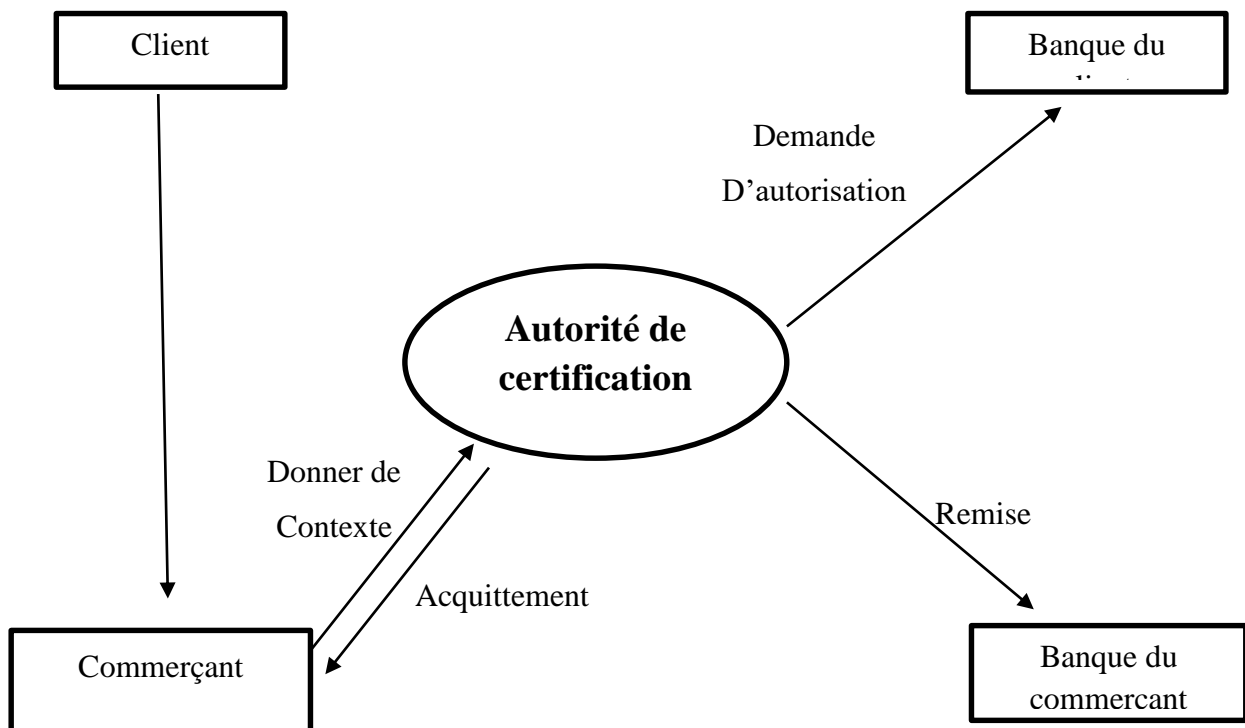 Client
Banque du
Demande
D’autorisation
Autorité de
certification
Donner de
Contexte
Acquittement
Remise
Commerçant
Banque du
commercant